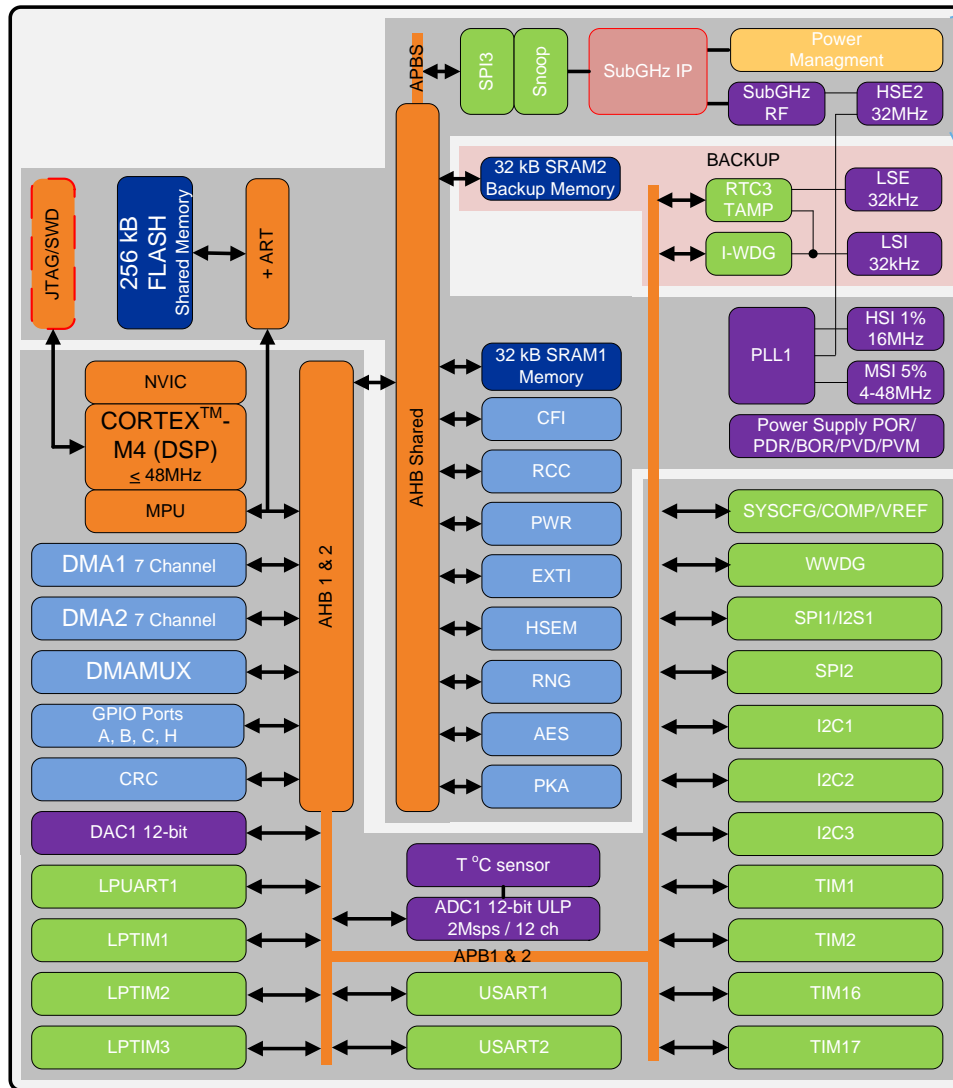 APBS
SPI3
Snoop
SubGHz IP
Power
Managment
SubGHz
RF
HSE2
32MHz
BACKUP
32 kB SRAM2
Backup Memory
RTC3
TAMP
LSE
32kHz
I-WDG
LSI
32kHz
JTAG/SWD
256 kB
FLASH
Shared Memory
+ ART
PLL1
HSI 1%
16MHz
MSI 5%
4-48MHz
Power Supply POR/
PDR/BOR/PVD/PVM
NVIC
CORTEX™-
M4 (DSP)
≤ 48MHz
MPU
AHB 1 & 2
AHB Shared
32 kB SRAM1
Memory
CFI
RCC
PWR
EXTI
HSEM
RNG
AES
PKA
DMA1 7 Channel
DMA2 7 Channel
DMAMUX
GPIO Ports
A, B, C, H
CRC
DAC1 12-bit
LPUART1
LPTIM1
LPTIM2
LPTIM3
T °C sensor
ADC1 12-bit ULP
2Msps / 12 ch
APB1 & 2
USART1
USART2
SYSCFG/COMP/VREF
WWDG
SPI1/I2S1
SPI2
I2C1
I2C2
I2C3
TIM1
TIM2
TIM16
TIM17